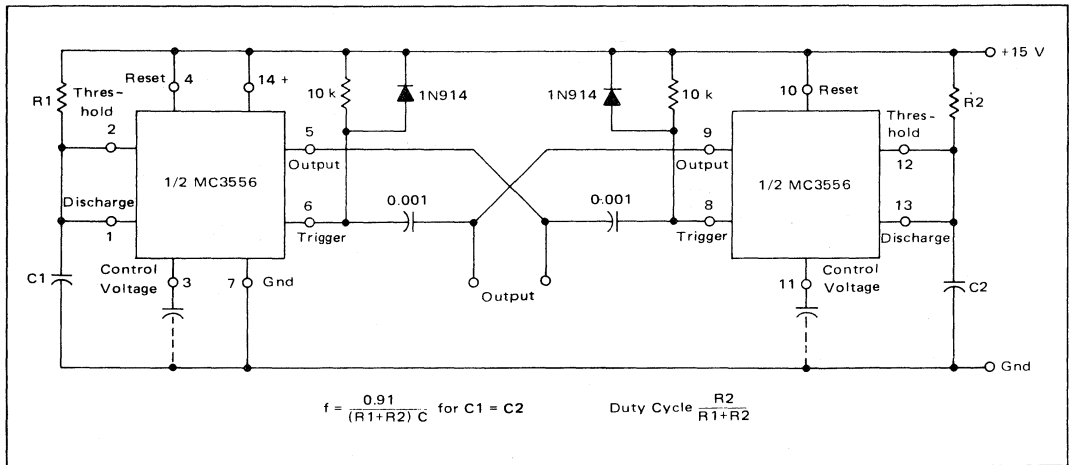 +15 V
Reset 4
14 +
R1
Thres-
hold
2
10 k
1N914
1N914
10 k
10
Reset
R2
Thres-
hold
12
5
Output
9
Output
1/2 MC3556
1/2 MC3556
Discharge
1
6
Trigger
0.001
0.001
8
Trigger
13
Discharge
C1
Control
Voltage
3
7
Gnd
Output
11
Control
Voltage
C2
Gnd
f = 0.91 / (R1+R2) C for C1 = C2
Duty Cycle R2 / R1+R2